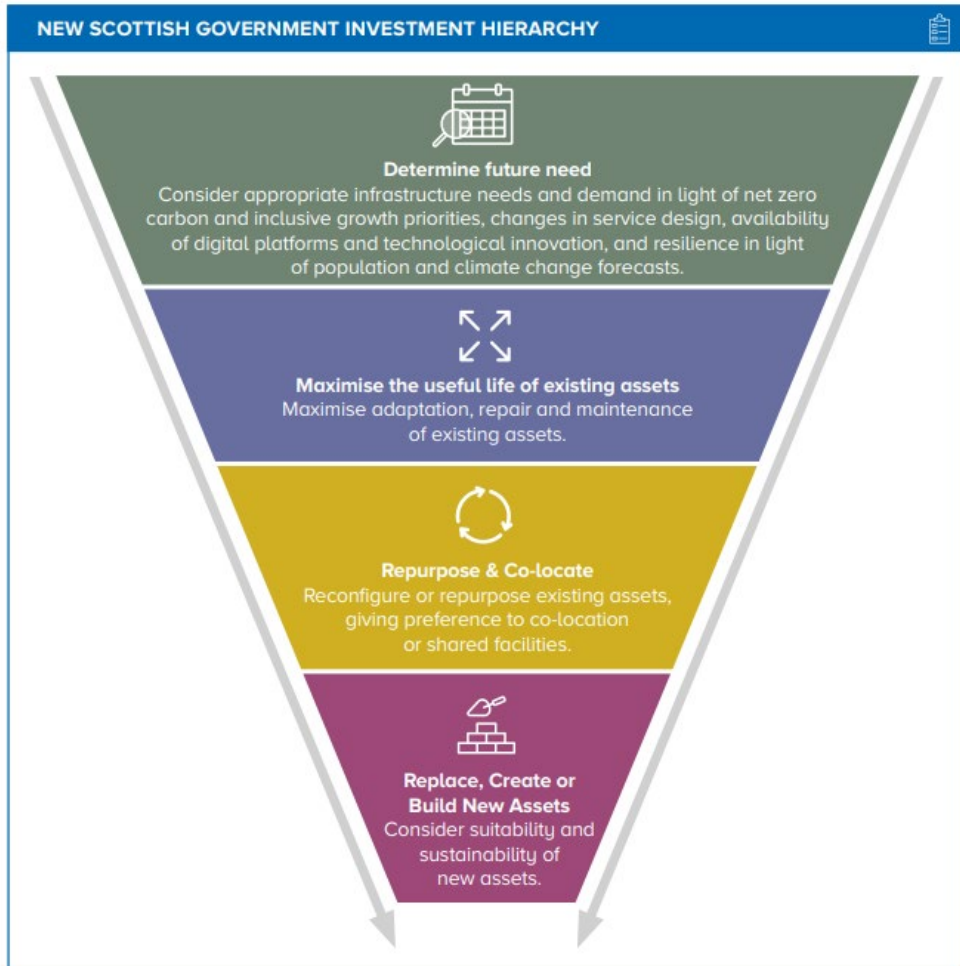 NEW SCOTTISH GOVERNMENT INVESTMENT HIERARCHY
Determine future need
Consider appropriate infrastructure needs and demand in light of net zero
carbon and inclusive growth priorities, changes in service design, availability
of digital platforms and technological innovation, and resilience in light
of population and climate change forecasts.
Maximise the useful life of existing assets
Maximise adaptation, repair and maintenance
of existing assets.
Repurpose & Co-locate
Reconfigure or repurpose existing assets,
giving preference to co-location
or shared facilities.
Replace, Create or
Build New Assets
Consider suitability and
sustainability of
new assets.